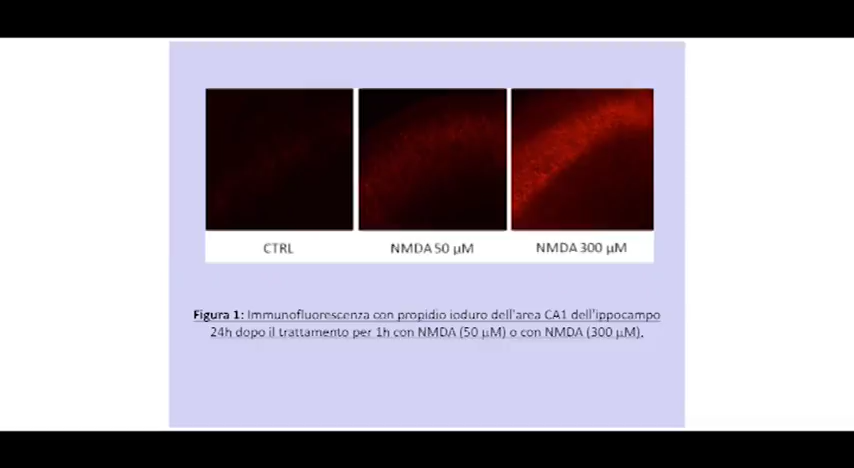 CTRL NMDA 50 µM NMDA 300 µM
Figura 1: Immunofluorescenza con propidio ioduro dell'area CA1 dell'ippocampo
24h dopo il trattamento per 1h con NMDA (50 µM) o con NMDA (300 µM).